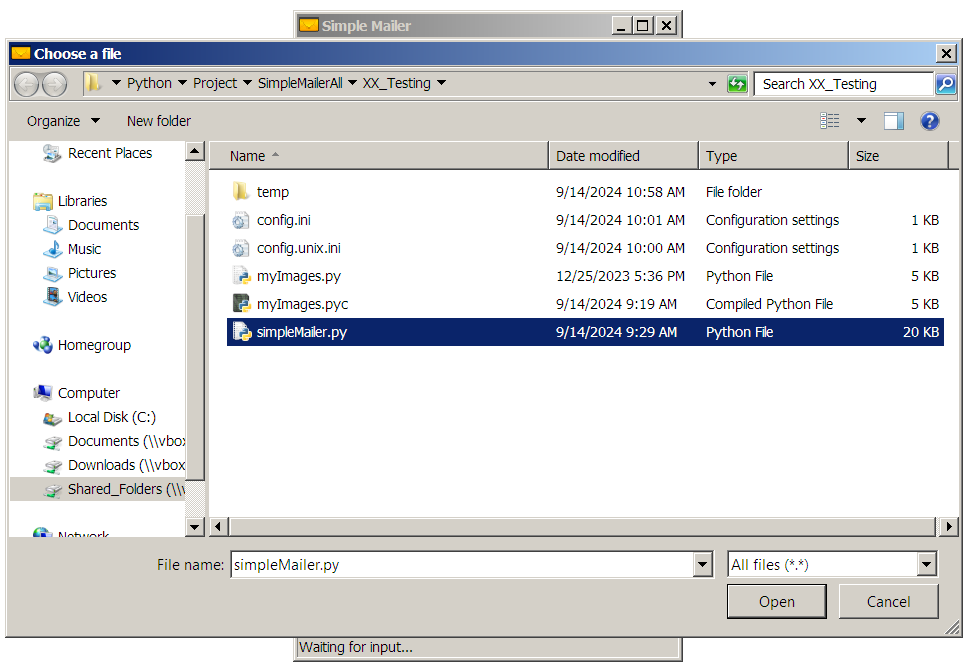 Simple Mailer
Choose a file
Python Project SimpleMailerAll XX_Testing Search XX_Testing
Organize New folder
Recent Places
Libraries
Documents
Music
Pictures
Videos
Homegroup
Computer
Local Disk (C:)
Documents (\\vbox
Downloads (\\vbox
Shared_Folders (\\v
Network
Name Date modified Type Size
temp 9/14/2024 10:58 AM File folder
config.ini 9/14/2024 10:01 AM Configuration settings 1 KB
config.unix.ini 9/14/2024 10:00 AM Configuration settings 1 KB
myImages.py 12/25/2023 5:36 PM Python File 5 KB
myImages.pyc 9/14/2024 9:19 AM Compiled Python File 5 KB
simpleMailer.py 9/14/2024 9:29 AM Python File 20 KB
File name: simpleMailer.py All files (*.*)
Open Cancel
Waiting for input...